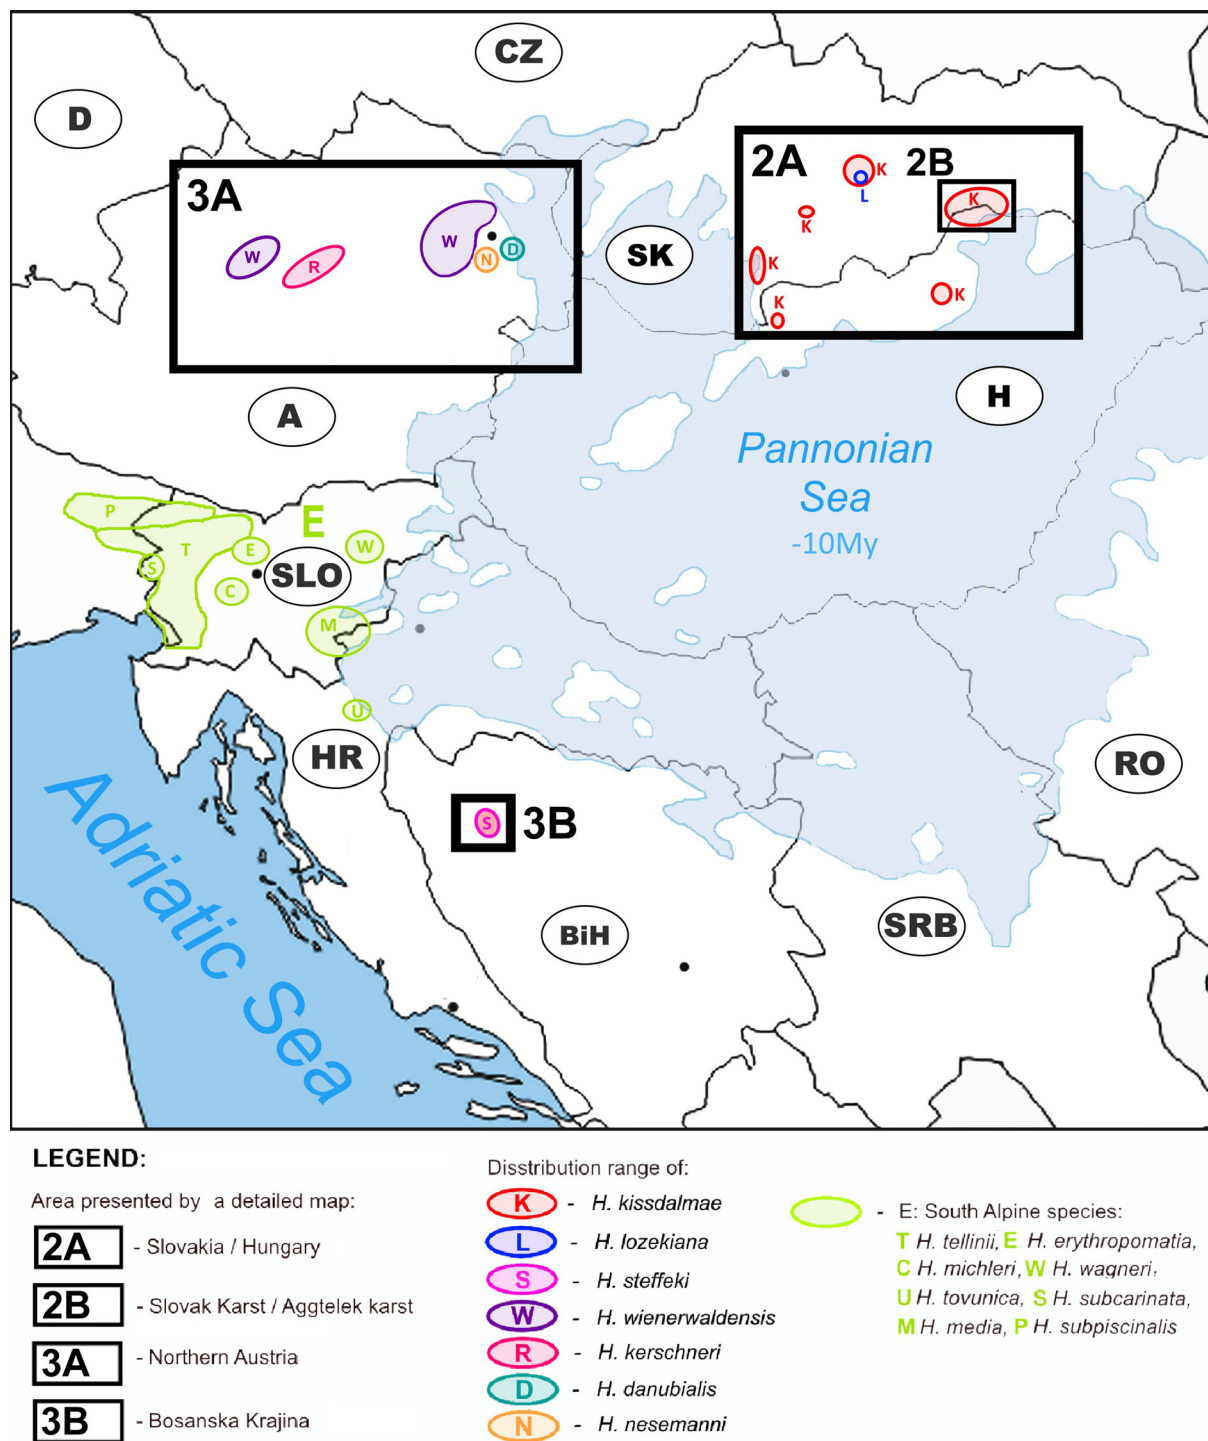 CZ
D
3A
2A
2B
K
L
K
K
K
K
K
W
R
W
N
D
SK
A
H
Pannonian
Sea
-10My
P
T
E
E
W
S
C
SLO
M
U
HR
RO
S
3B
Adriatic Sea
BiH
SRB
LEGEND:
Area presented by a detailed map:
2A - Slovakia / Hungary
2B - Slovak Karst / Aggtelek karst
3A - Northern Austria
3B - Bosanska Krajina
Disstribution range of:
K - H. kissdalmae
L - H. lozekiana
S - H. steffeki
W - H. wienerwaldensis
R - H. kerschneri
D - H. danubialis
N - H. nesemanni
- E: South Alpine species:
T H. tellinii, E H. erythropomatia,
C H. michleri, W H. wagneri,
U H. tovunica, S H. subcarinata,
M H. media, P H. subpiscinalis